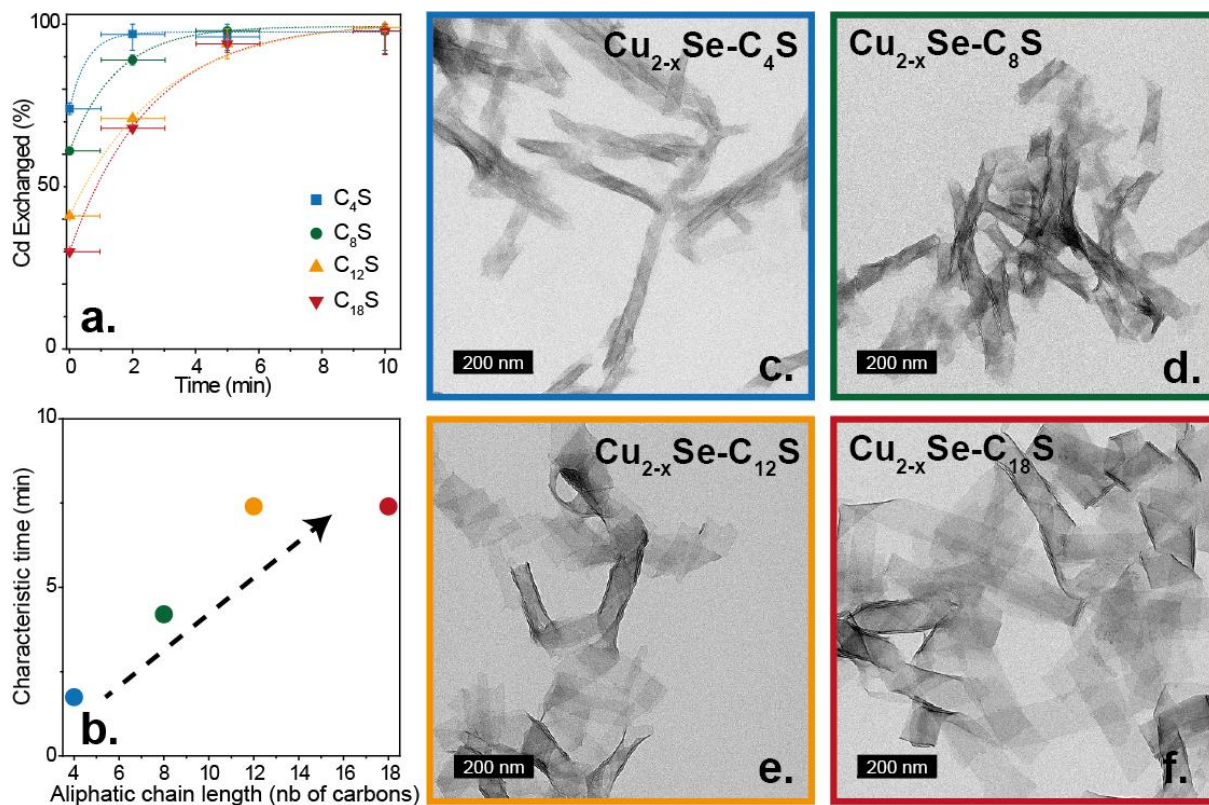 100
50
0
Cd Exchanged (%)
0 2 4 6 8 10
Time (min)
C₄S
C₈S
C₁₂S
C₁₈S
a.
10
5
0
Characteristic time (min)
4 6 8 10 12 14 16 18
Aliphatic chain length (nb of carbons)
b.
Cu₂₋ₓSe-C₄S
200 nm
c.
Cu₂₋ₓSe-C₈S
200 nm
d.
Cu₂₋ₓSe-C₁₂S
200 nm
e.
Cu₂₋ₓSe-C₁₈S
200 nm
f.